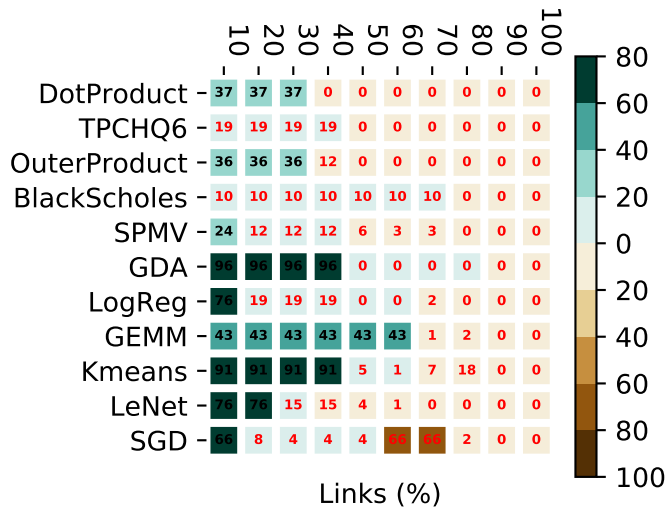 10 20 30 40 50 60 70 80 90 100
DotProduct 37 37 37 0 0 0 0 0 0 0
TPCHQ6 19 19 19 19 0 0 0 0 0 0
OuterProduct 36 36 36 12 0 0 0 0 0 0
BlackScholes 10 10 10 10 10 10 10 0 0 0
SPMV 24 12 12 12 6 3 3 0 0 0
GDA 96 96 96 96 0 0 0 0 0 0
LogReg 76 19 19 19 0 0 2 0 0 0
GEMM 43 43 43 43 43 43 1 2 0 0
Kmeans 91 91 91 91 5 1 7 18 0 0
LeNet 76 76 15 15 4 1 0 0 0 0
SGD 66 8 4 4 4 66 66 2 0 0
Links (%)
80
60
40
20
0
20
40
60
80
100